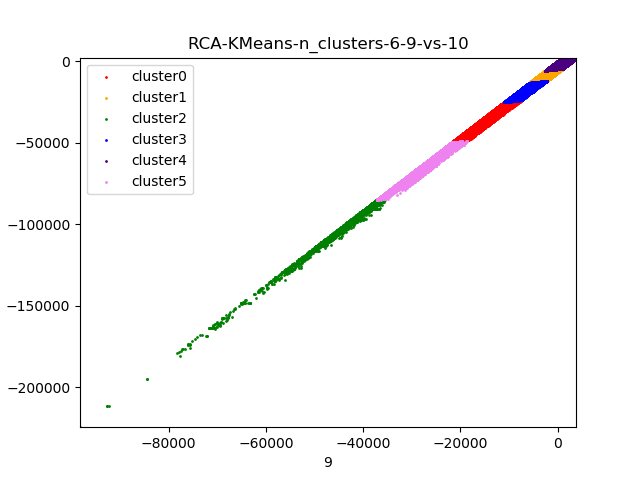 RCA-KMeans-n_clusters-6-9-vs-10
0
−50000
−100000
−150000
−200000
cluster0
cluster1
cluster2
cluster3
cluster4
cluster5
−80000 −60000 −40000 −20000 0
9